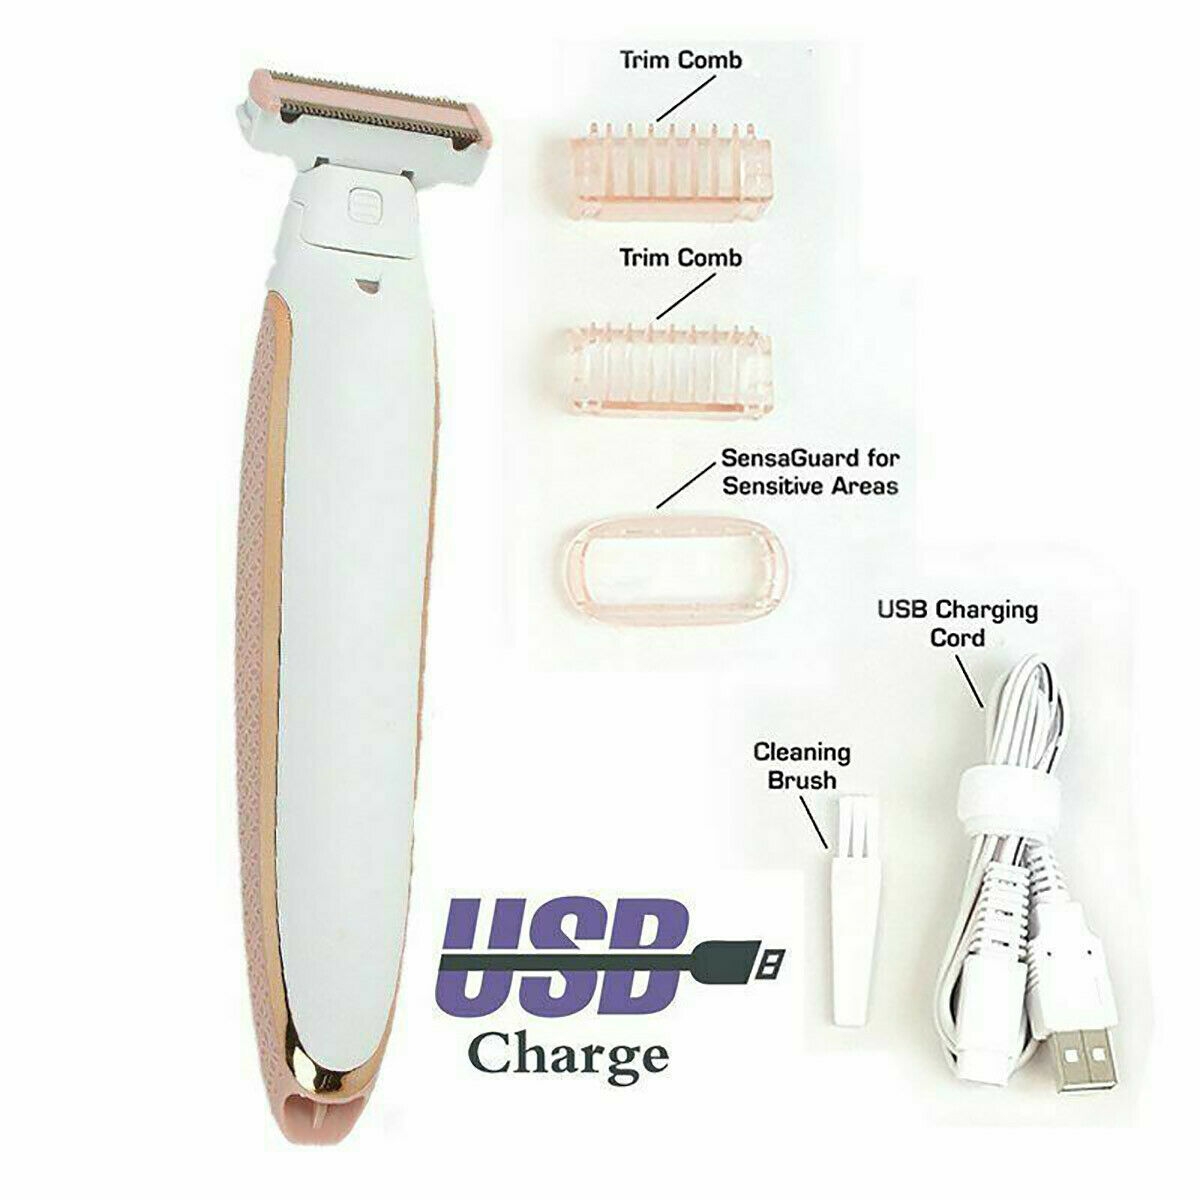 Trim Comb
Trim Comb
SensaGuard for
Sensitive Areas
USB Charging
Cord
Cleaning
Brush
USB
Charge